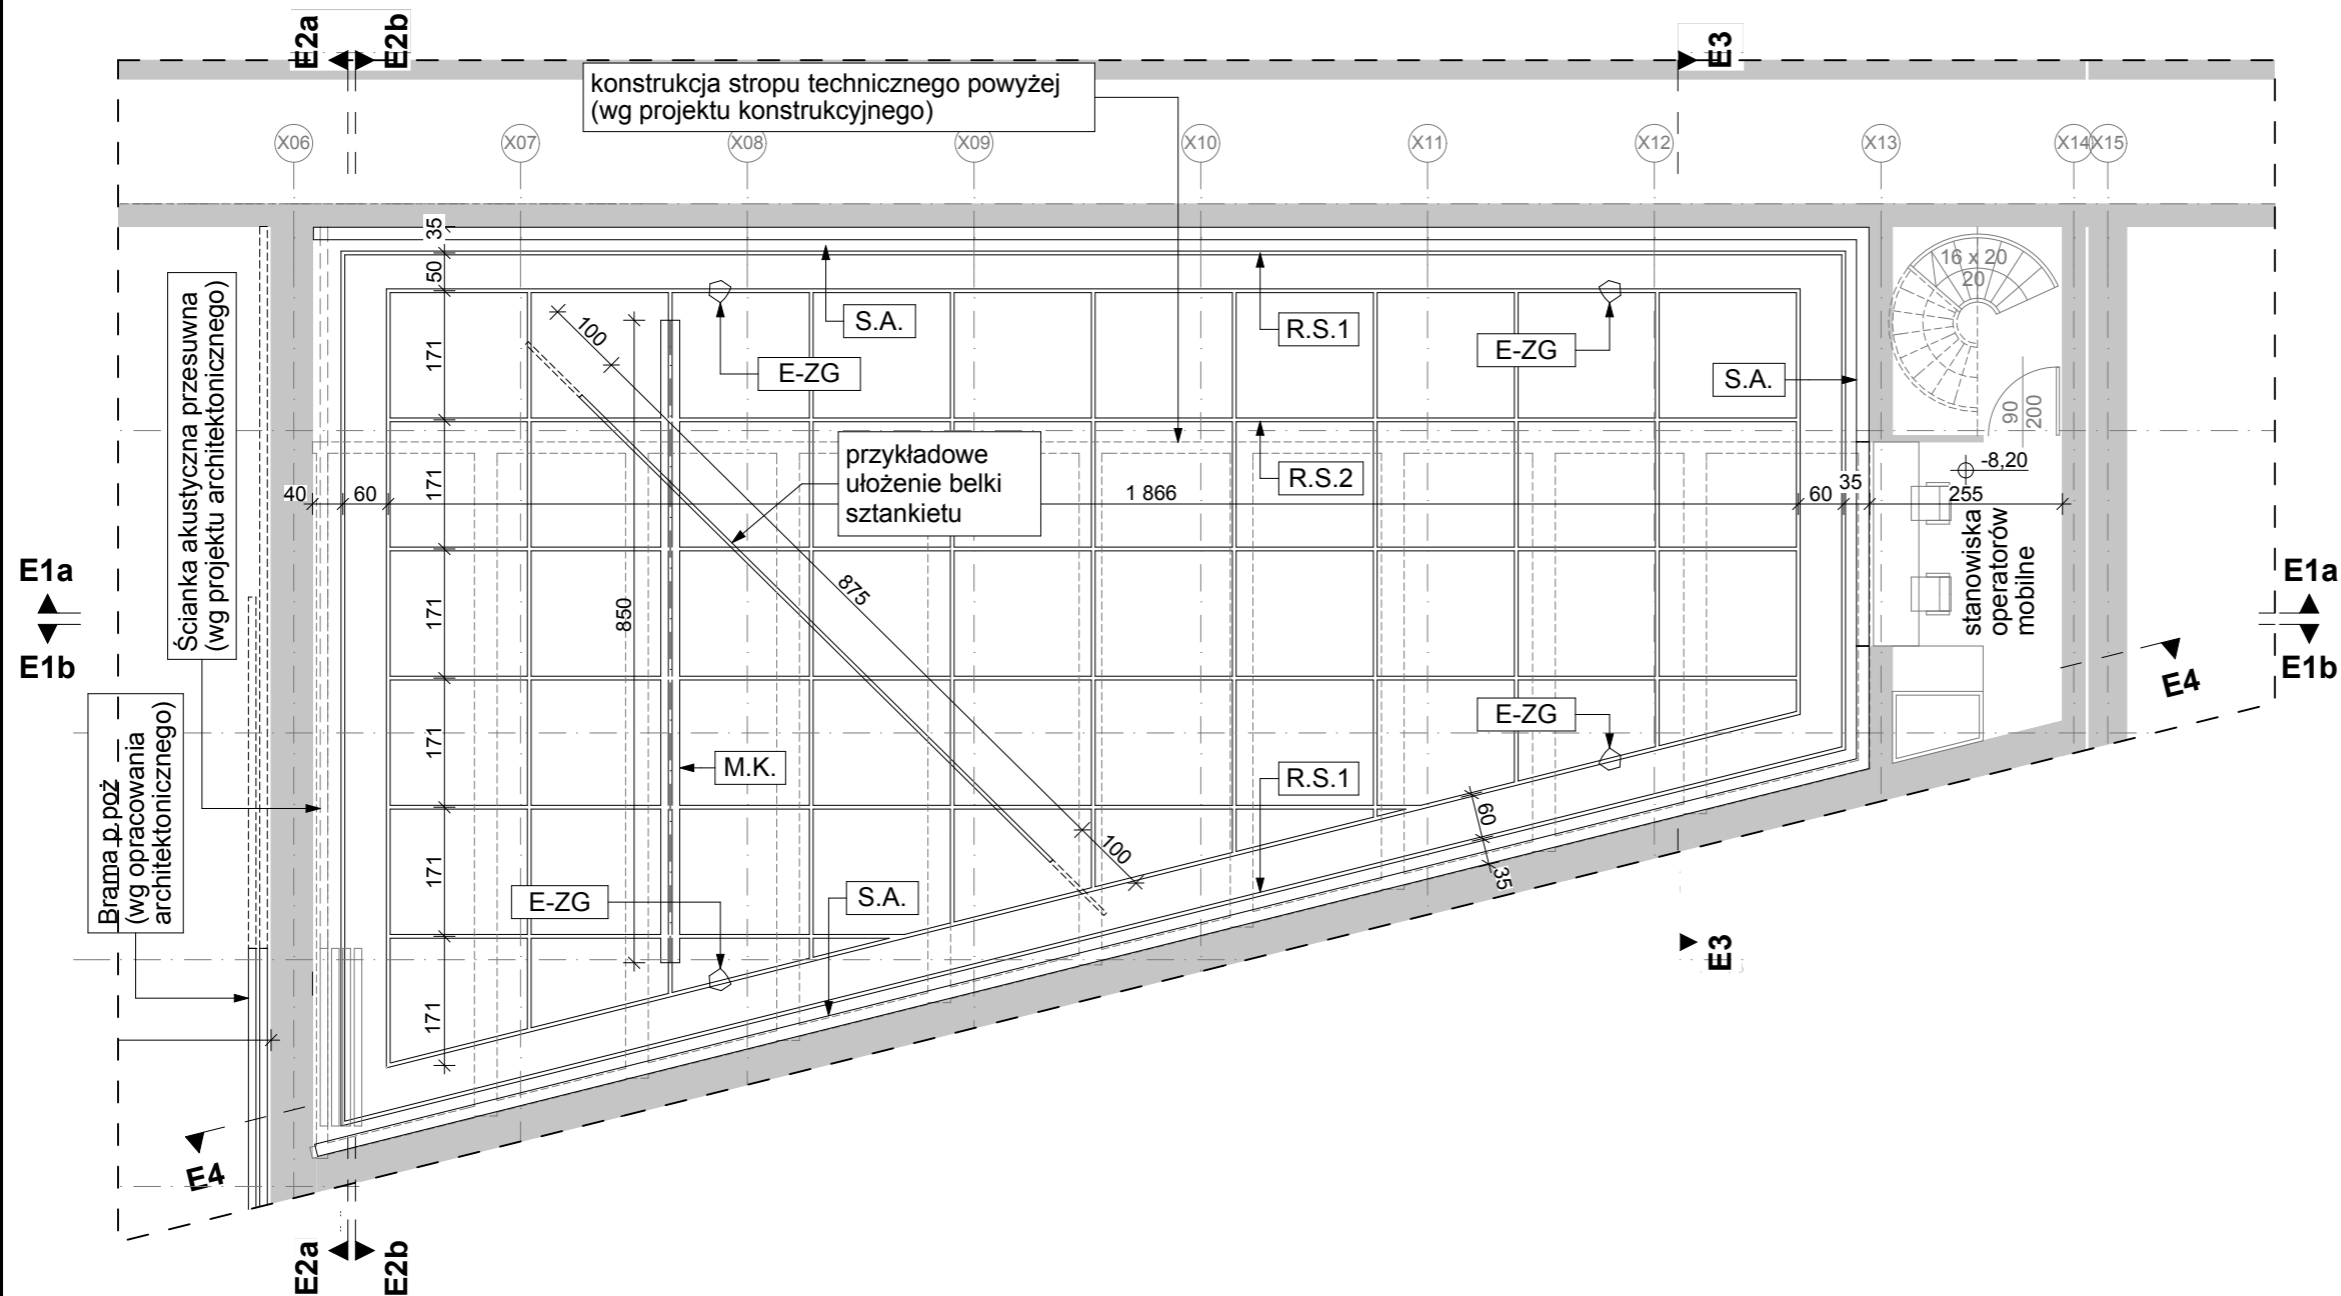 E2a
E2b
E3
konstrukcja stropu technicznego powyżej
(wg projektu konstrukcyjnego)
X06
X07
X08
X09
X10
X11
X12
X13
X14
X15
35
50
171
171
171
171
171
171
Ścianka akustyczna przesuwna
(wg projektu architektonicznego)
100
850
S.A.
E-ZG
R.S.1
E-ZG
S.A.
16 x 20
20
90
200
-8,20
przykładowe
ułożenie belki
sztankietu
R.S.2
40
60
1 866
60
35
255
stanowiska
operatorów
mobilne
875
E1a
E1b
E1a
E1b
E4
Brama p.poż
(wg opracowania
architektonicznego)
M.K.
E-ZG
R.S.1
60
35
100
E-ZG
S.A.
E3
E4
E2a
E2b